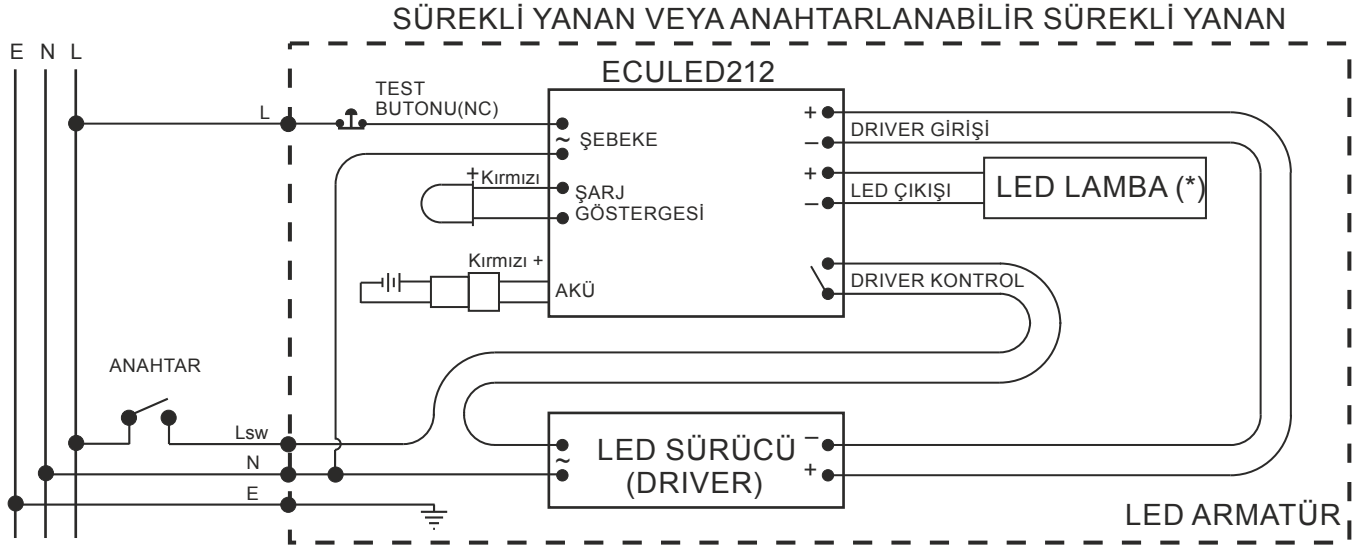 SÜREKLİ YANAN VEYA ANAHTARLANABİLİR SÜREKLİ YANAN
E N L
ECULED212
TEST
BUTONU(NC)
L
+
DRIVER GİRİŞİ
–
~ ŞEBEKE
+ Kırmızı
ŞARJ
GÖSTERGESİ
+
LED ÇIKIŞI
–
LED LAMBA (*)
Kırmızı +
AKÜ
DRIVER KONTROL
ANAHTAR
Lsw
N
E
~
LED SÜRÜCÜ
(DRIVER)
–
+
LED ARMATÜR